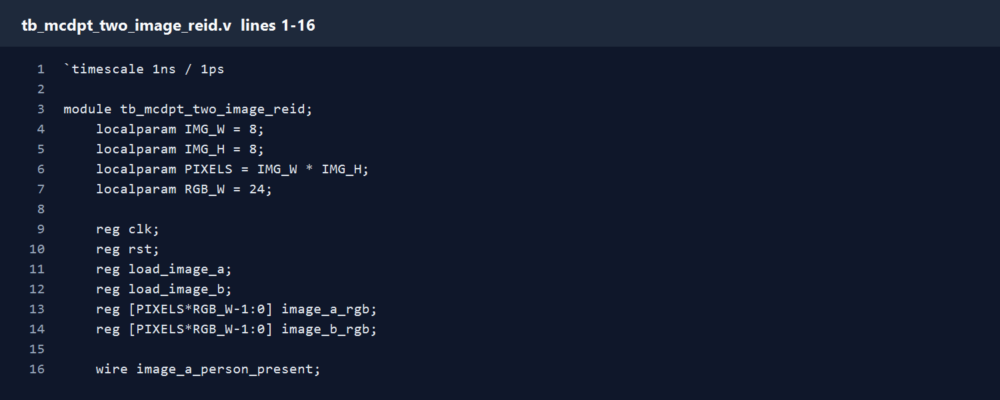 tb_mcdpt_two_image_reid.v  lines 1-16
1 `timescale 1ns / 1ps
2
3 module tb_mcdpt_two_image_reid;
4     localparam IMG_W = 8;
5     localparam IMG_H = 8;
6     localparam PIXELS = IMG_W * IMG_H;
7     localparam RGB_W = 24;
8
9     reg clk;
10     reg rst;
11     reg load_image_a;
12     reg load_image_b;
13     reg [PIXELS*RGB_W-1:0] image_a_rgb;
14     reg [PIXELS*RGB_W-1:0] image_b_rgb;
15
16     wire image_a_person_present;